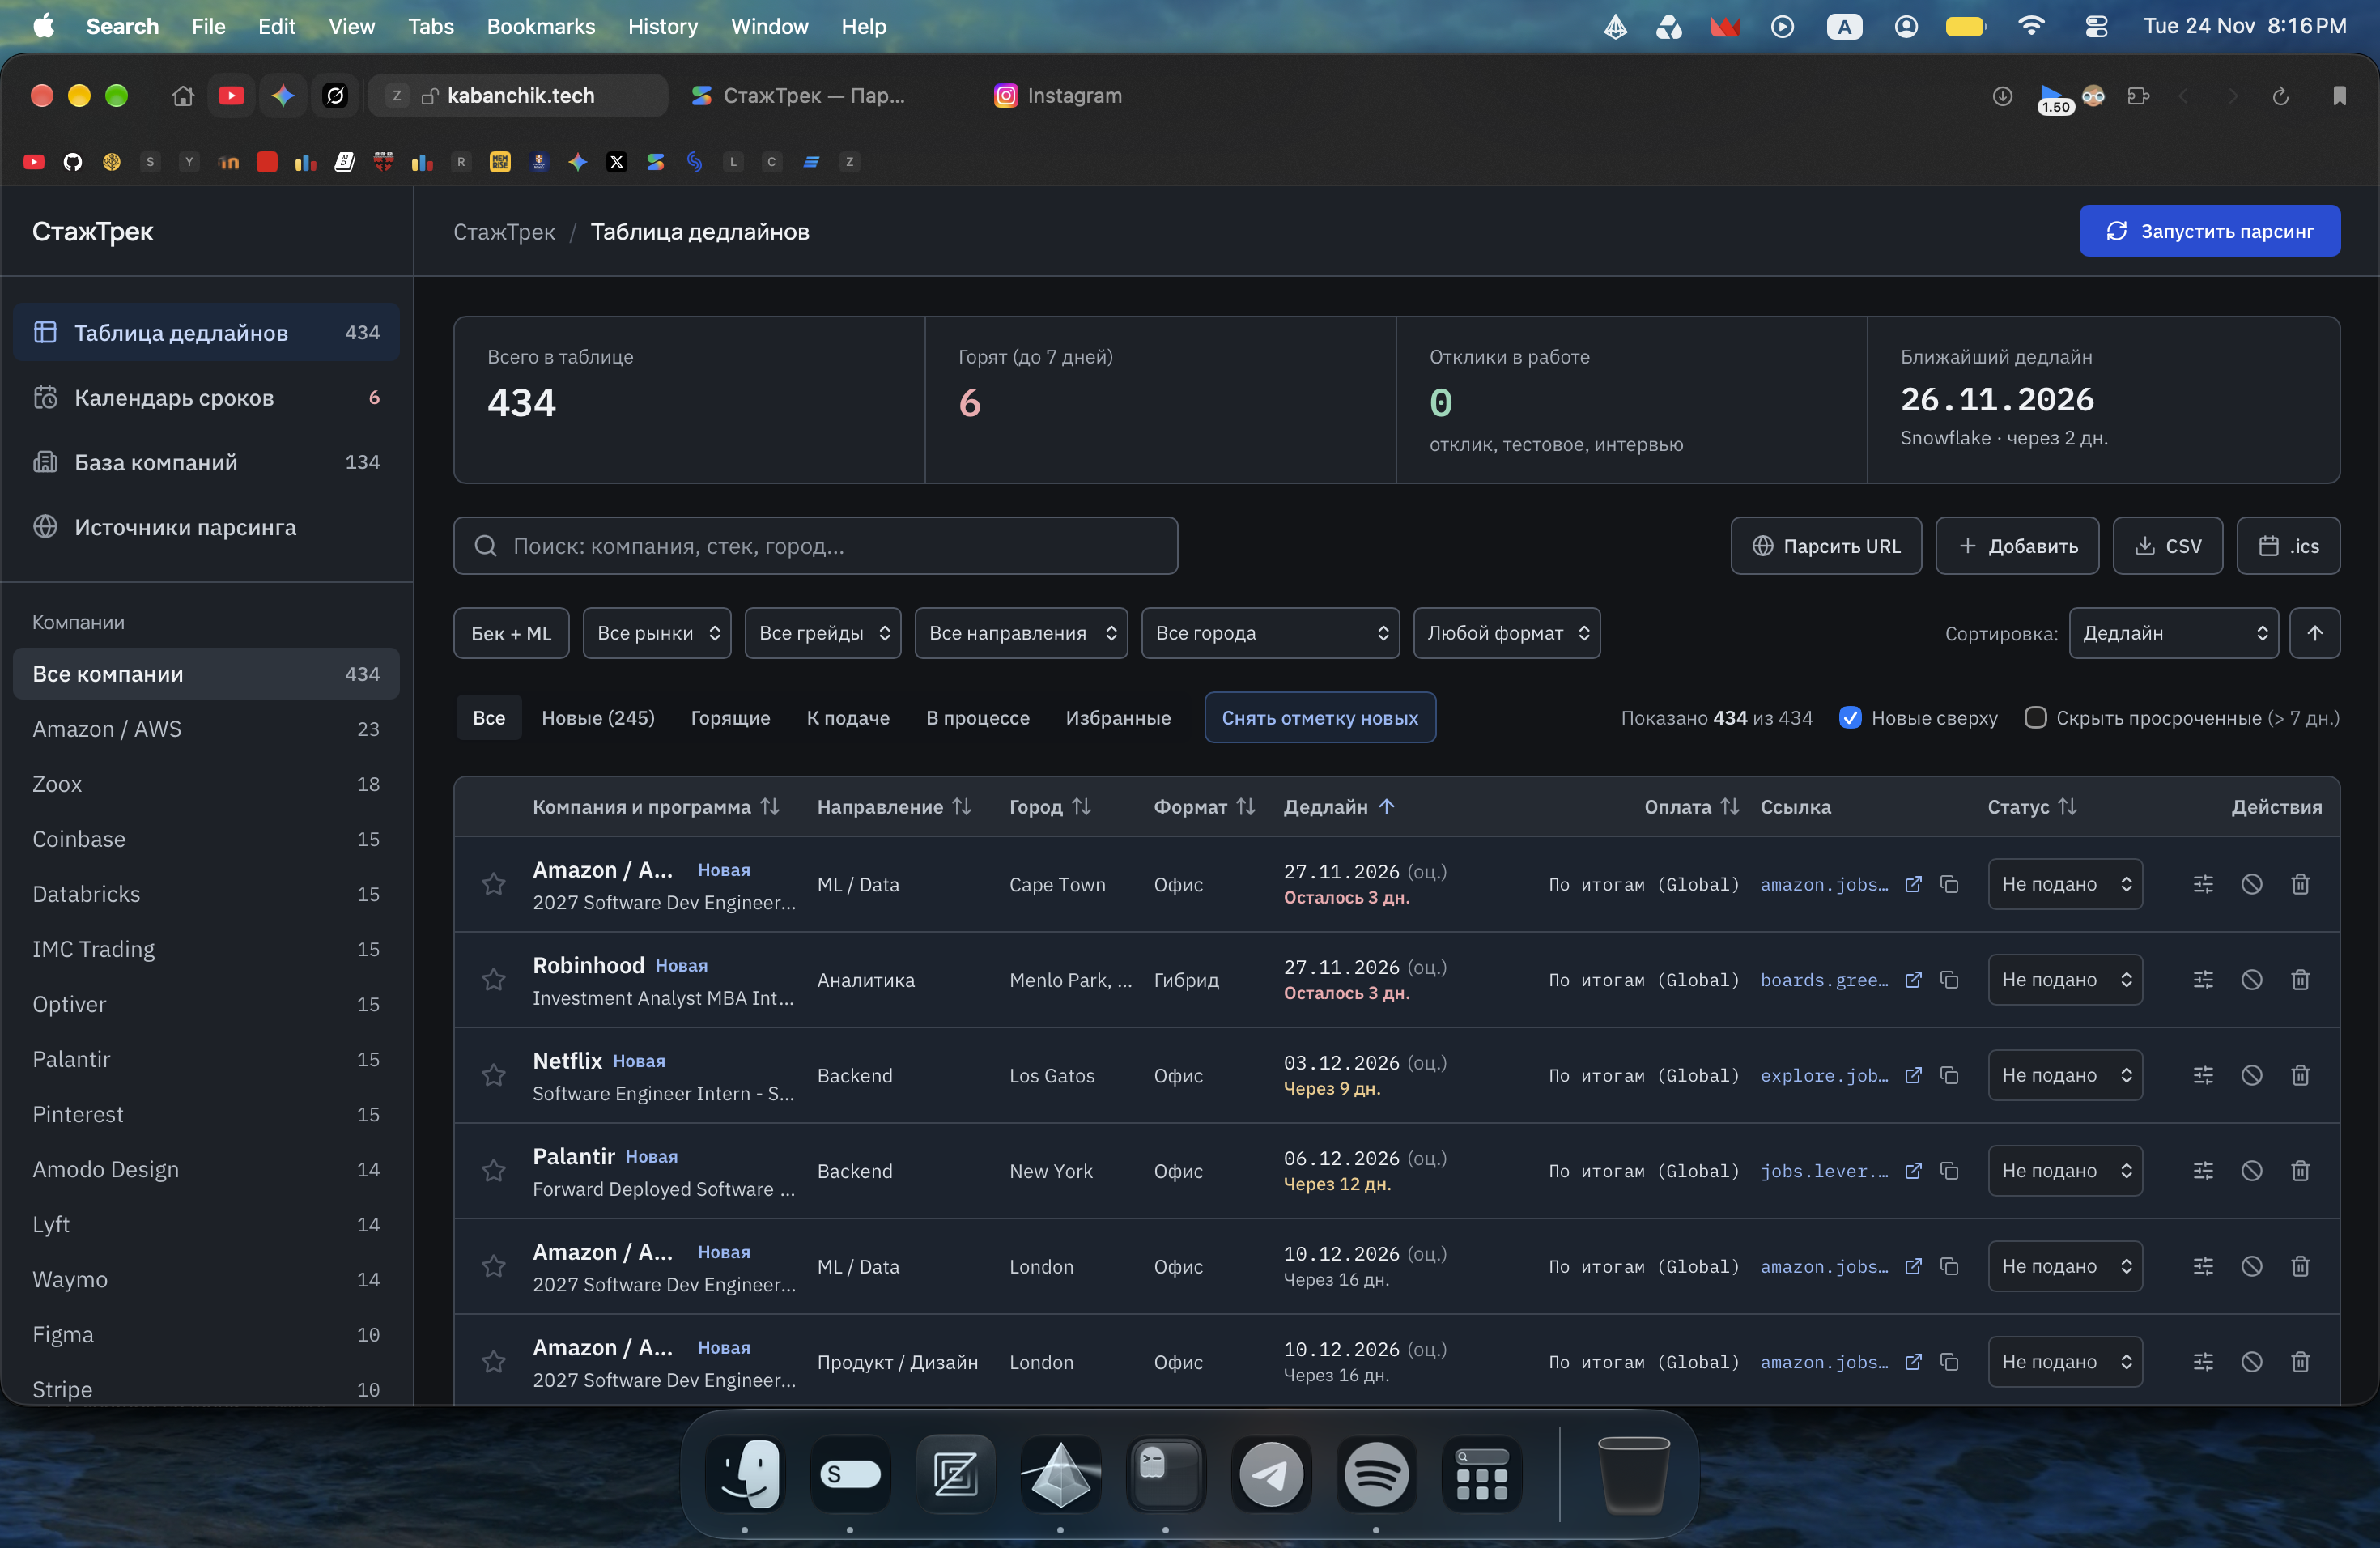 Search File Edit View Tabs Bookmarks History Window Help A Tue 24 Nov 8:16 PM
Z kabanchik.tech СтажТрек — Пар... Instagram 1.50
S Y in R MEM RISE X L C Z
СтажТрек
СтажТрек / Таблица дедлайнов
Запустить парсинг
Таблица дедлайнов 434
Календарь сроков 6
База компаний 134
Источники парсинга
Компании
Все компании 434
Amazon / AWS 23
Zoox 18
Coinbase 15
Databricks 15
IMC Trading 15
Optiver 15
Palantir 15
Pinterest 15
Amodo Design 14
Lyft 14
Waymo 14
Figma 10
Stripe 10
Всего в таблице
434
Горят (до 7 дней)
6
Отклики в работе
0
отклик, тестовое, интервью
Ближайший дедлайн
26.11.2026
Snowflake · через 2 дн.
Поиск: компания, стек, город...
Парсить URL + Добавить CSV .ics
Бек + ML Все рынки Все грейды Все направления Все города Любой формат Сортировка: Дедлайн
Все Новые (245) Горящие К подаче В процессе Избранные Снять отметку новых Показано 434 из 434 Новые сверху Скрыть просроченные (> 7 дн.)
Компания и программа Направление Город Формат Дедлайн Оплата Ссылка Статус Действия
Amazon / A... Новая
2027 Software Dev Engineer...
ML / Data Cape Town Офис
27.11.2026 (оц.)
Осталось 3 дн.
По итогам (Global) amazon.jobs… Не подано
Robinhood Новая
Investment Analyst MBA Int...
Аналитика Menlo Park, ... Гибрид
27.11.2026 (оц.)
Осталось 3 дн.
По итогам (Global) boards.gree… Не подано
Netflix Новая
Software Engineer Intern - S...
Backend Los Gatos Офис
03.12.2026 (оц.)
Через 9 дн.
По итогам (Global) explore.job… Не подано
Palantir Новая
Forward Deployed Software ...
Backend New York Офис
06.12.2026 (оц.)
Через 12 дн.
По итогам (Global) jobs.lever.… Не подано
Amazon / A... Новая
2027 Software Dev Engineer...
ML / Data London Офис
10.12.2026 (оц.)
Через 16 дн.
По итогам (Global) amazon.jobs… Не подано
Amazon / A... Новая
2027 Software Dev Engineer...
Продукт / Дизайн London Офис
10.12.2026 (оц.)
Через 16 дн.
По итогам (Global) amazon.jobs… Не подано
S